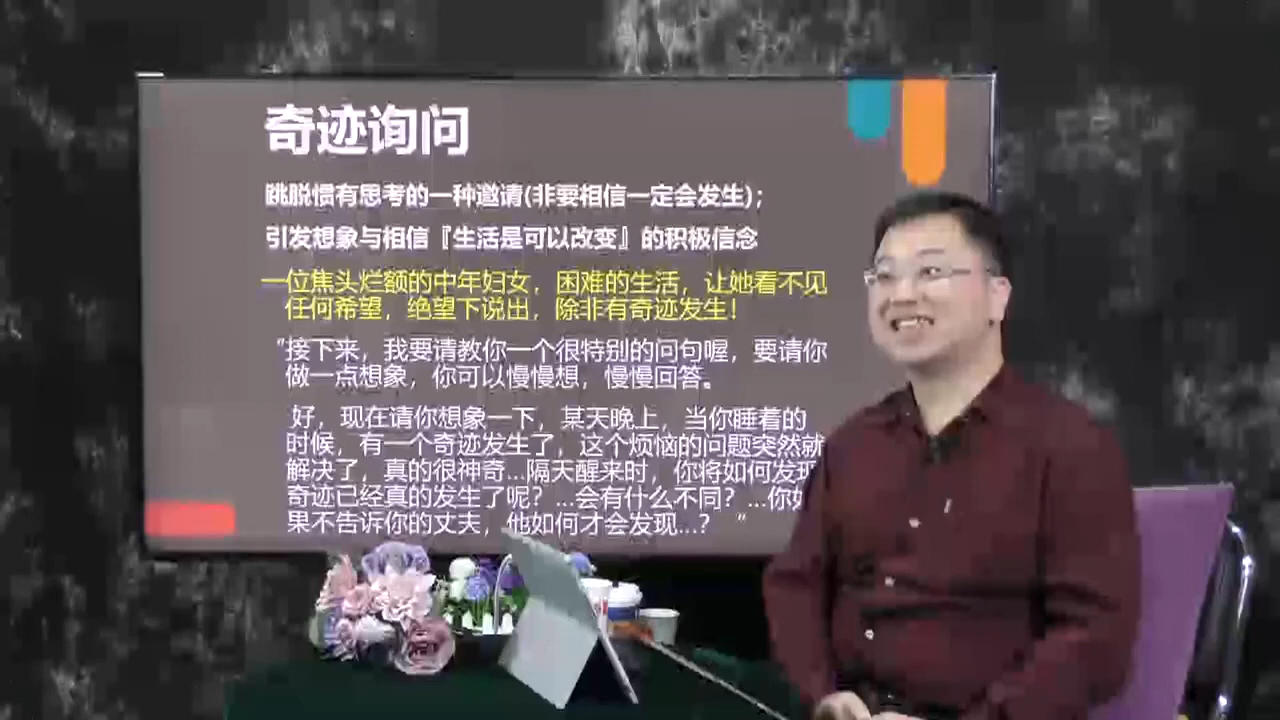 奇迹询问
跳脱惯有思考的一种邀请(非要相信一定会发生)；
引发想象与相信『生活是可以改变』的积极信念
一位焦头烂额的中年妇女，困难的生活，让她看不见
任何希望，绝望下说出，除非有奇迹发生！
“接下来，我要请教你一个很特别的问句喔，要请你
做一点想象，你可以慢慢想，慢慢回答。
好，现在请你想象一下，某天晚上，当你睡着的
时候，有一个奇迹发生了，这个烦恼的问题突然就
解决了，真的很神奇...隔天醒来时，你将如何发现
奇迹已经真的发生了呢？...会有什么不同？...你如
果不告诉你的丈夫，他如何才会发现...？ ”